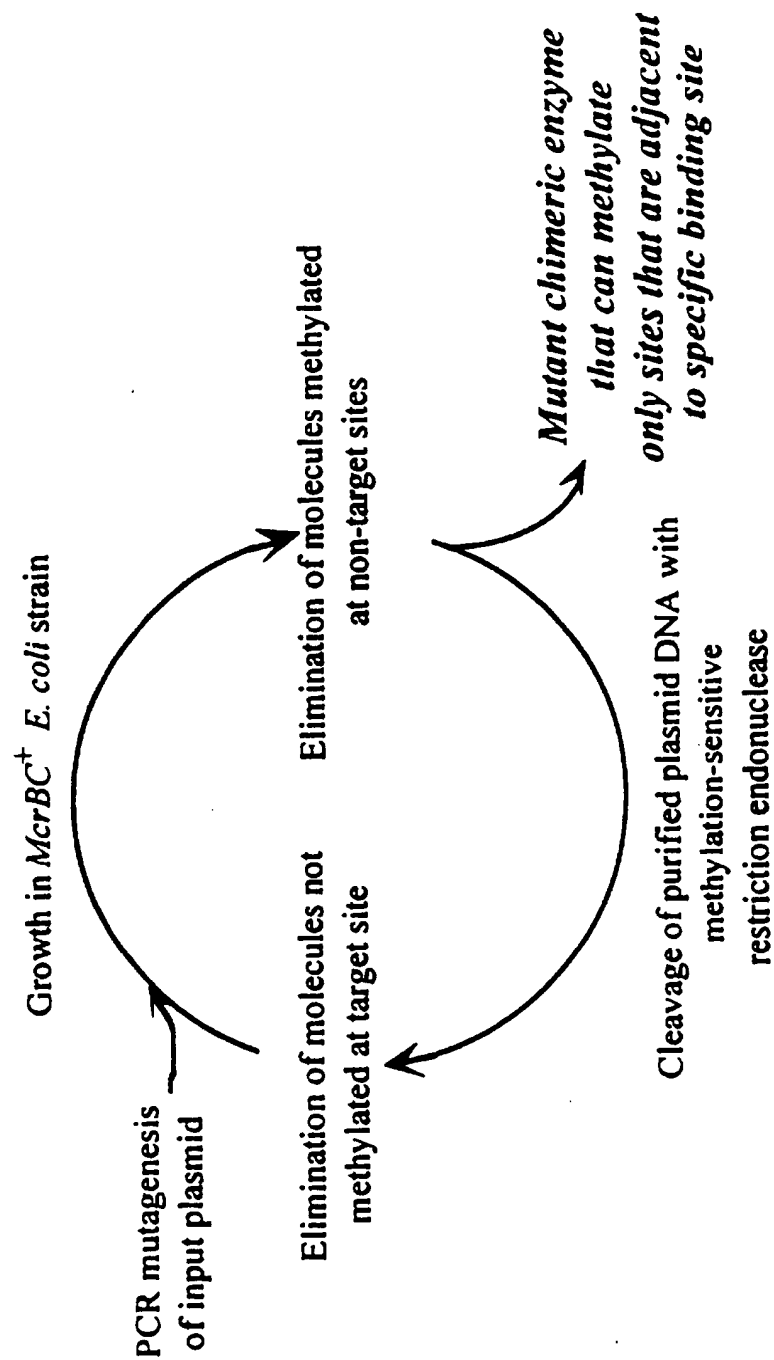 PCR mutagenesis
of input plasmid
Growth in McrBC+ E. coli strain
Elimination of molecules not
methylated at target site
Elimination of molecules methylated
at non-target sites
Cleavage of purified plasmid DNA with
methylation-sensitive
restriction endonuclease
Mutant chimeric enzyme
that can methylate
only sites that are adjacent
to specific binding site